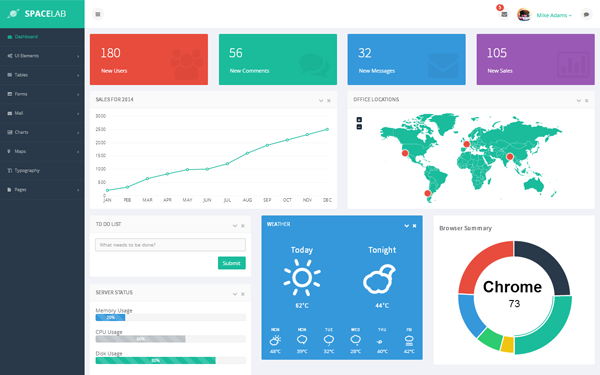 SPACELAB
5
Mike Adams
Dashboard
UI Elements
Tables
Forms
Mail
Charts
Maps
Typography
Pages
180
New Users
56
New Comments
32
New Messages
105
New Sales
SALES FOR 2014
3000
2500
2000
1500
1000
500
0
JAN FEB MAR APR MAY JUN JUL AUG SEP OCT NOV DEC
OFFICE LOCATIONS
+
-
TO DO LIST
What needs to be done?
Submit
SERVER STATUS
Memory Usage
20%
CPU Usage
60%
Disk Usage
80%
WEATHER
Today Tonight
62°C 44°C
MON MON TUE WED THU FRI
48°C 39°C 32°C 28°C 40°C 42°C
Browser Summary
Chrome
73